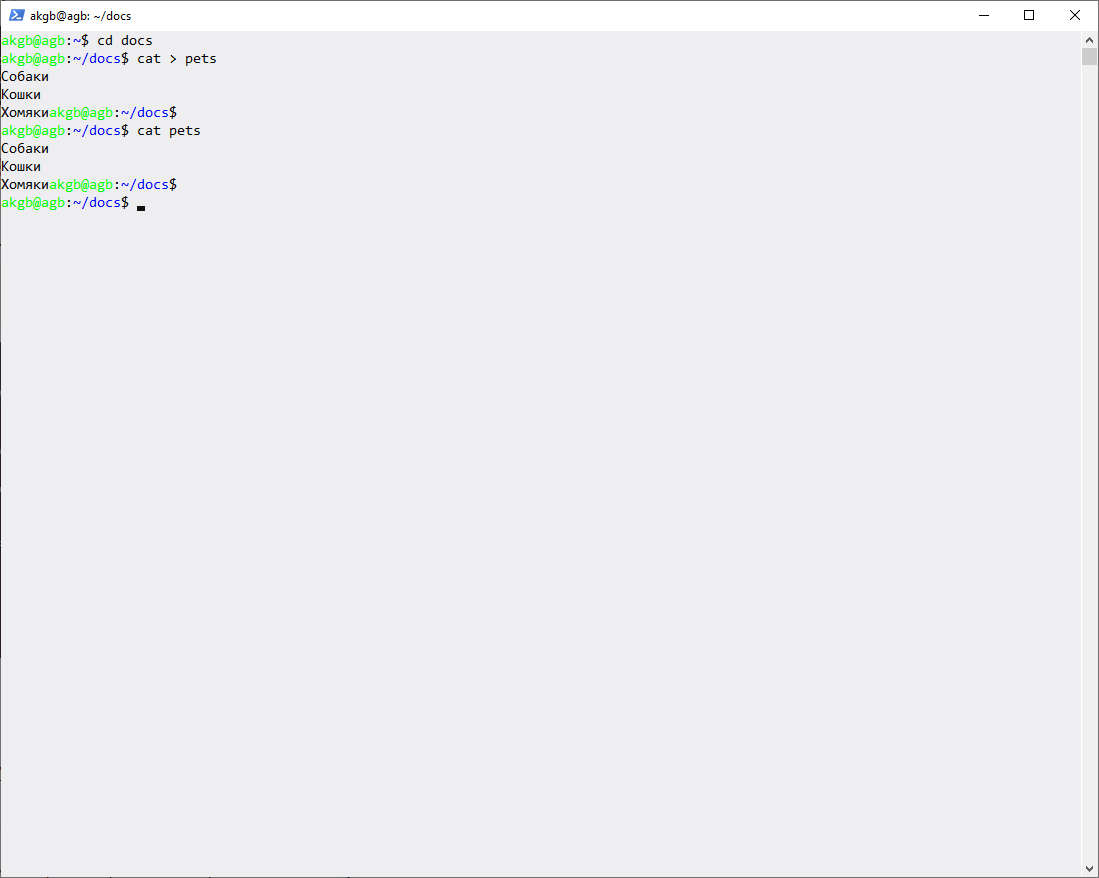 akgb@agb: ~/docs
akgb@agb:~$ cd docs
akgb@agb:~/docs$ cat > pets
Собаки
Кошки
Хомякиakgb@agb:~/docs$
akgb@agb:~/docs$ cat pets
Собаки
Кошки
Хомякиakgb@agb:~/docs$
akgb@agb:~/docs$